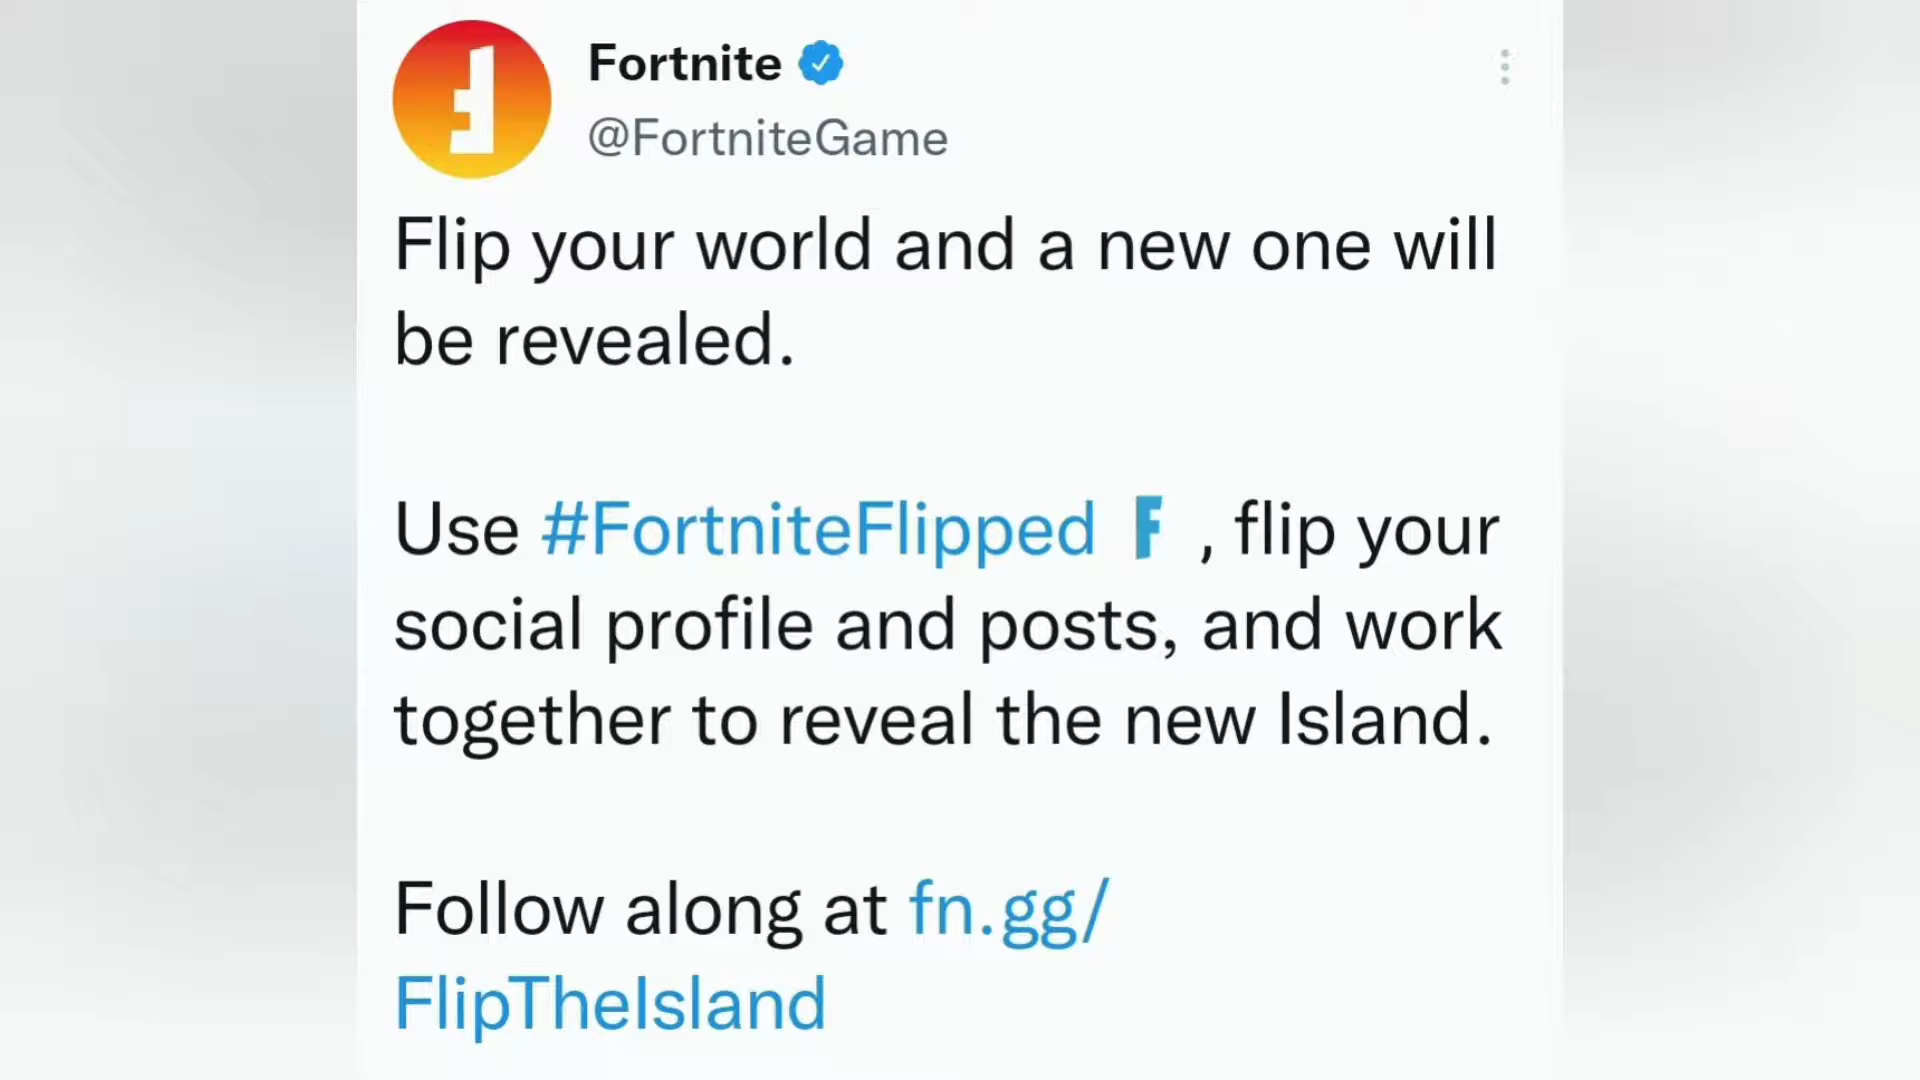 Fortnite
@FortniteGame
Flip your world and a new one will
be revealed.
Use #FortniteFlipped F , flip your
social profile and posts, and work
together to reveal the new Island.
Follow along at fn.gg/
FlipTheIsland